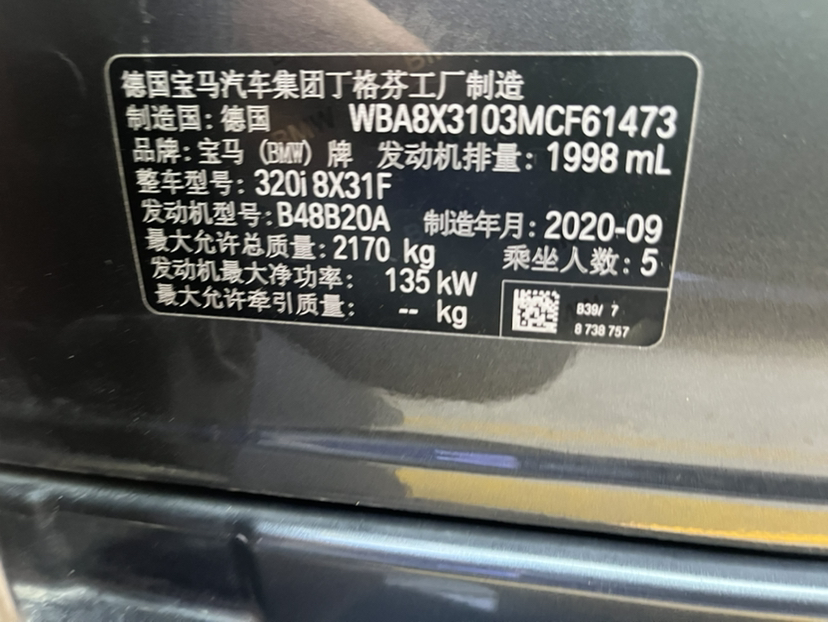 德国宝马汽车集团丁格芬工厂制造
制造国：德国 WBA8X3103MCF61473
品牌：宝马（BMW）牌 发动机排量：1998 mL
整车型号：320i 8X31F
发动机型号：B48B20A 制造年月：2020-09
最大允许总质量：2170 kg 乘坐人数：5
发动机最大净功率： 135 kW
最大允许牵引质量： -- kg
B39/ 7
8 738 757